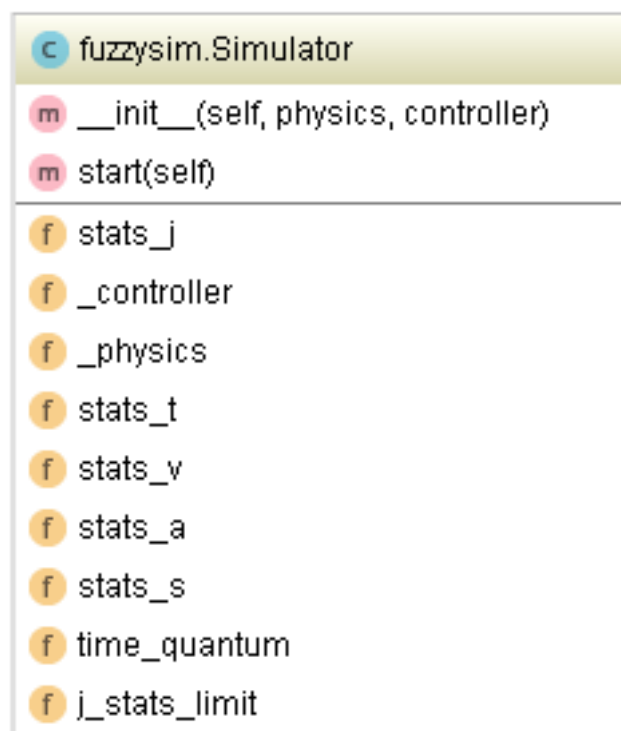 c fuzzysim.Simulator
m __init__(self, physics, controller)
m start(self)
f stats_j
f _controller
f _physics
f stats_t
f stats_v
f stats_a
f stats_s
f time_quantum
f j_stats_limit